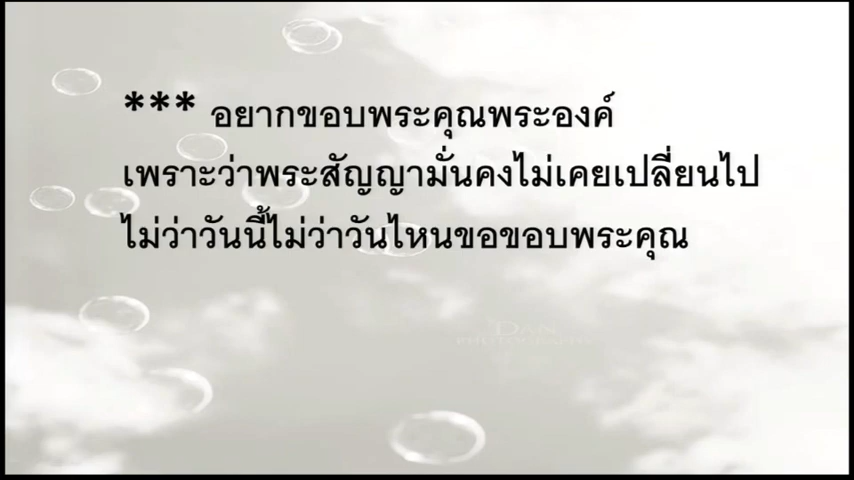 *** อยากขอบพระคุณพระองค์
เพราะว่าพระสัญญามั่นคงไม่เคยเปลี่ยนไป
ไม่ว่าวันนี้ไม่ว่าวันไหนขอขอบพระคุณ
DAN
PHOTOGRAPHY